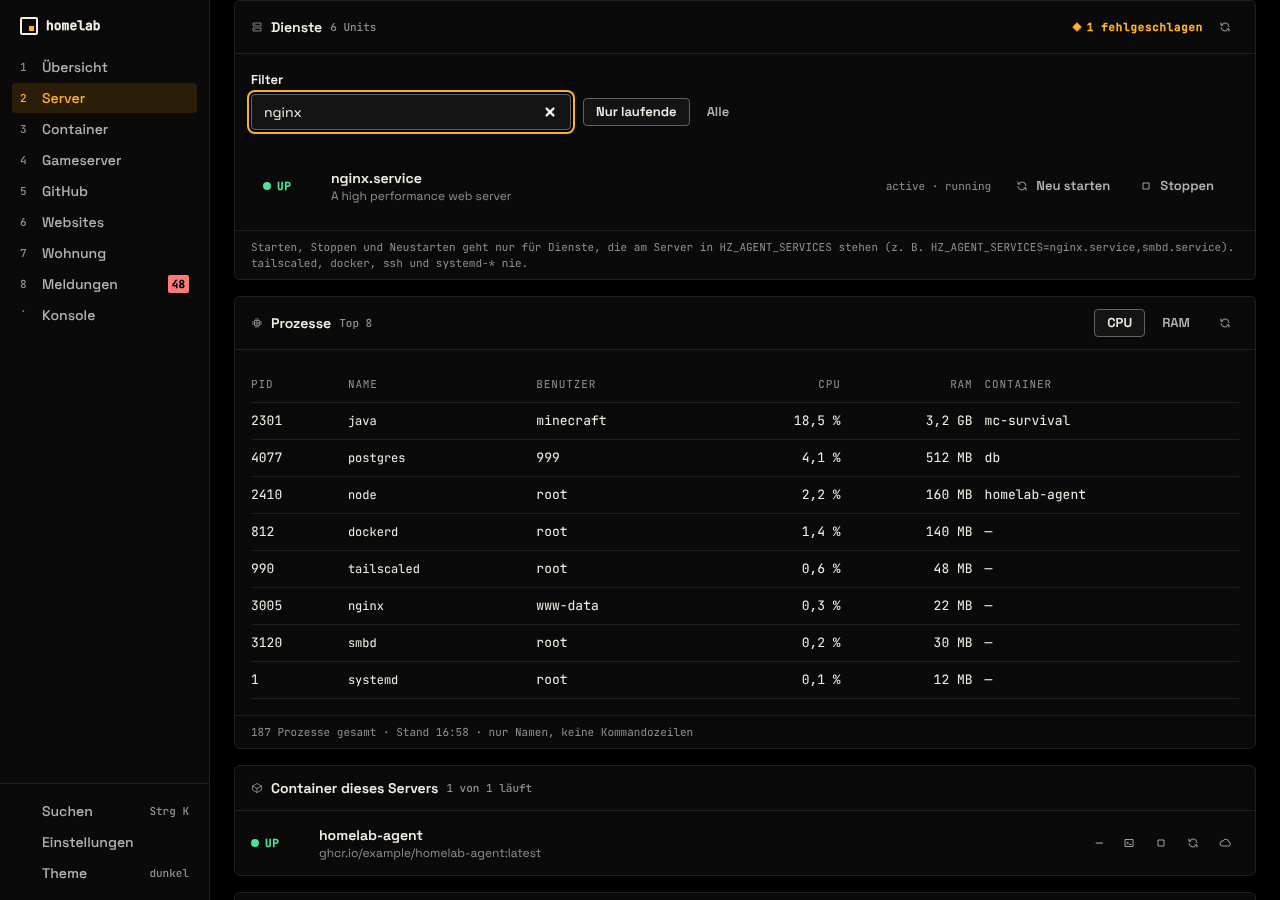 homelab
1 Übersicht
2 Server
3 Container
4 Gameserver
5 GitHub
6 Websites
7 Wohnung
8 Meldungen 48
` Konsole
Suchen Strg K
Einstellungen
Theme dunkel
Dienste 6 Units 1 fehlgeschlagen
Filter
nginx Nur laufende Alle
UP nginx.service active · running Neu starten Stoppen
A high performance web server
Starten, Stoppen und Neustarten geht nur für Dienste, die am Server in HZ_AGENT_SERVICES stehen (z. B. HZ_AGENT_SERVICES=nginx.service,smbd.service).
tailscaled, docker, ssh und systemd-* nie.
Prozesse Top 8 CPU RAM
PID NAME BENUTZER CPU RAM CONTAINER
2301 java minecraft 18,5 % 3,2 GB mc-survival
4077 postgres 999 4,1 % 512 MB db
2410 node root 2,2 % 160 MB homelab-agent
812 dockerd root 1,4 % 140 MB —
990 tailscaled root 0,6 % 48 MB —
3005 nginx www-data 0,3 % 22 MB —
3120 smbd root 0,2 % 30 MB —
1 systemd root 0,1 % 12 MB —
187 Prozesse gesamt · Stand 16:58 · nur Namen, keine Kommandozeilen
Container dieses Servers 1 von 1 läuft
UP homelab-agent
ghcr.io/example/homelab-agent:latest